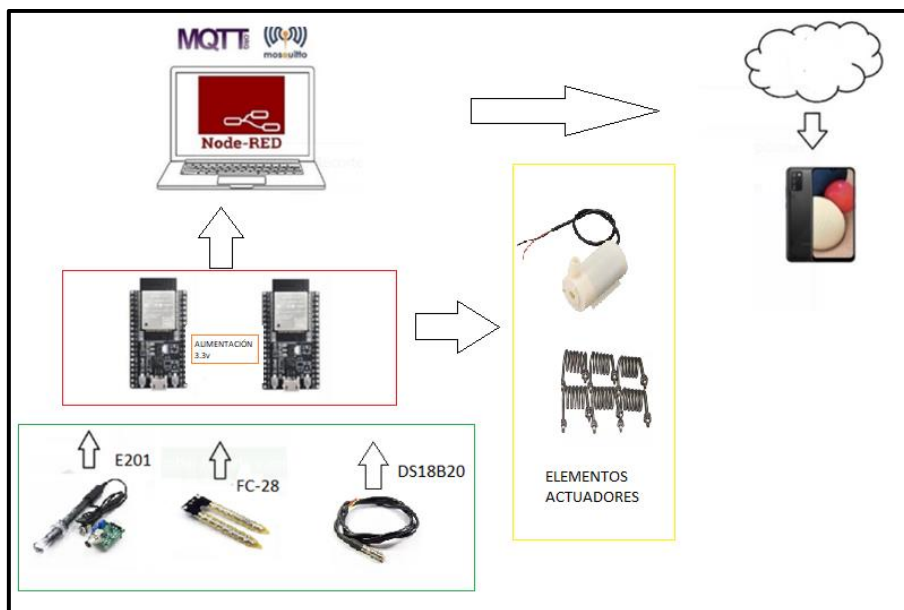 MQTT
mosquitto
Node-RED
ALIMENTACIÓN
3.3v
E201
FC-28
DS18B20
ELEMENTOS
ACTUADORES